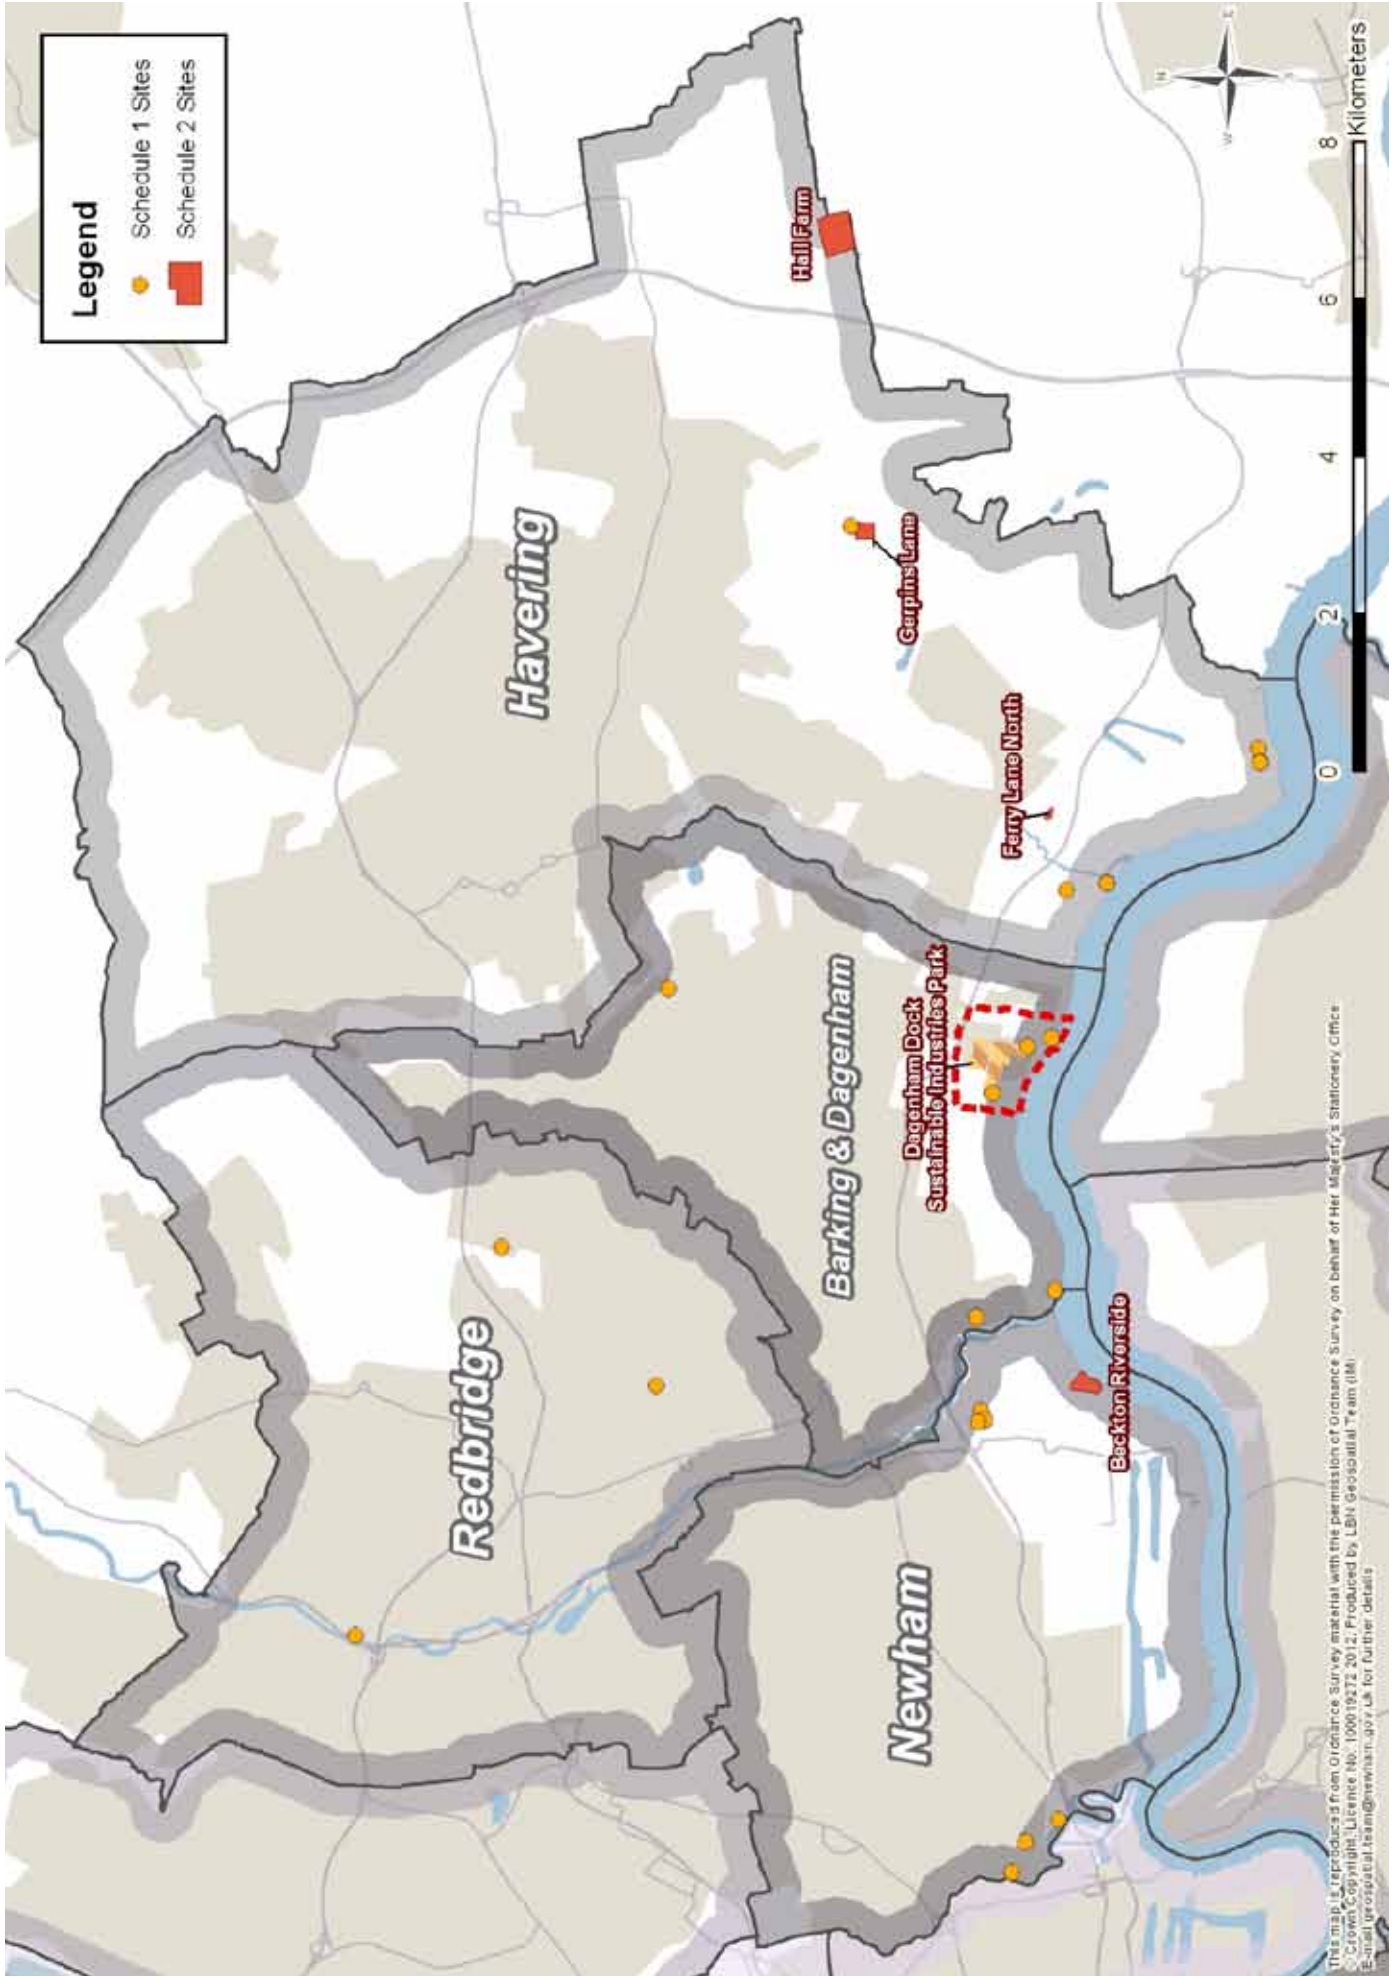 Legend
Schedule 1 Sites
Schedule 2 Sites
Havering
Redbridge
Barking & Dagenham
Newham
Hall Farm
Gerpins Lane
Ferry Lane North
Dagenham Dock
Sustainable Industries Park
Beckton Riverside
N
E
S
W
0 2 4 6 8
Kilometers
This map is reproduced from Ordnance Survey material with the permission of Ordnance Survey on behalf of Her Majesty's Stationery Office
© Crown Copyright. Licence No: 100019272 2012. Produced by LBN Geospatial Team (IM)
E-mail geospatial.team@newham.gov.uk for further details